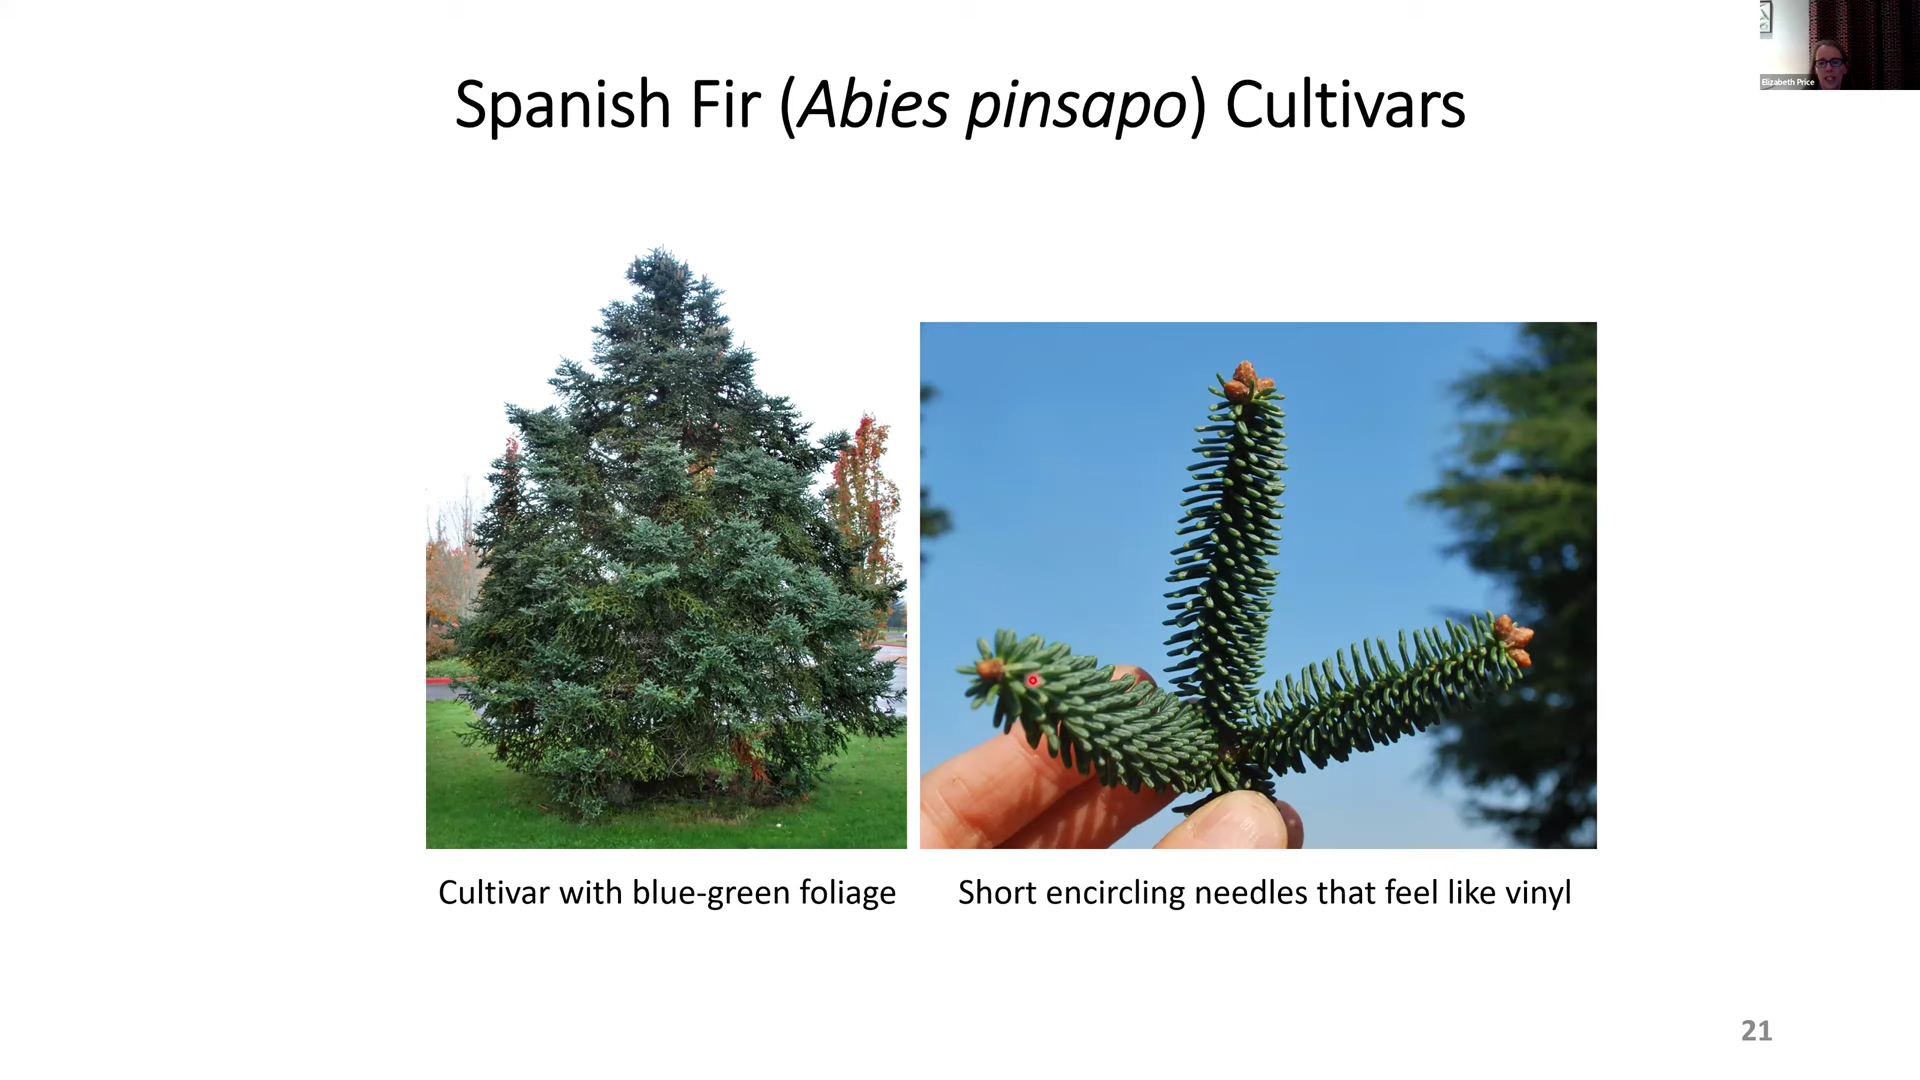 Elizabeth Price
Spanish Fir (Abies pinsapo) Cultivars
Cultivar with blue-green foliage
Short encircling needles that feel like vinyl
21